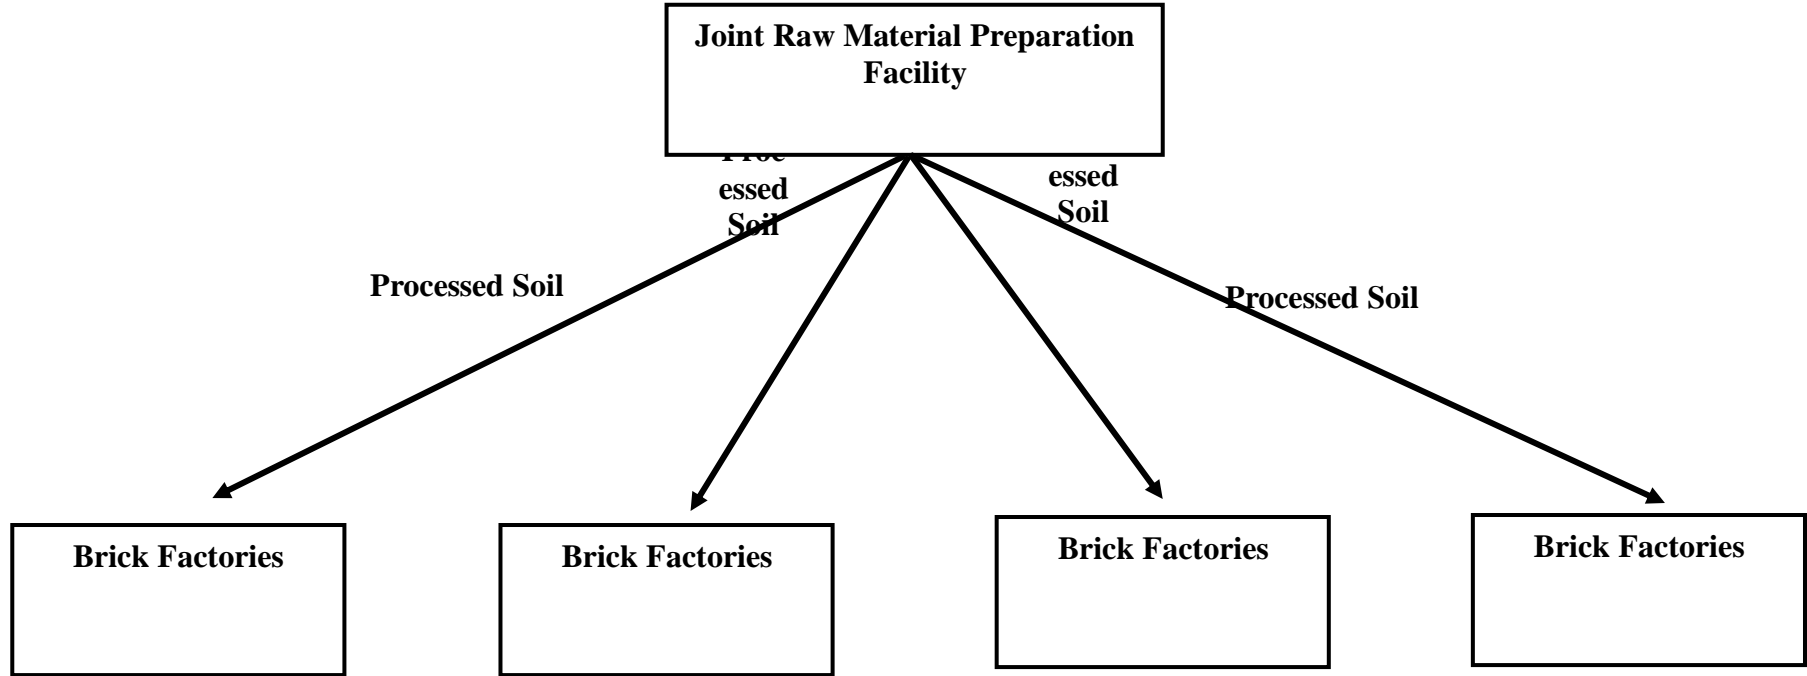 Joint Raw Material Preparation
Facility
essed
Soil
essed
Soil
Processed Soil
Processed Soil
Brick Factories
Brick Factories
Brick Factories
Brick Factories